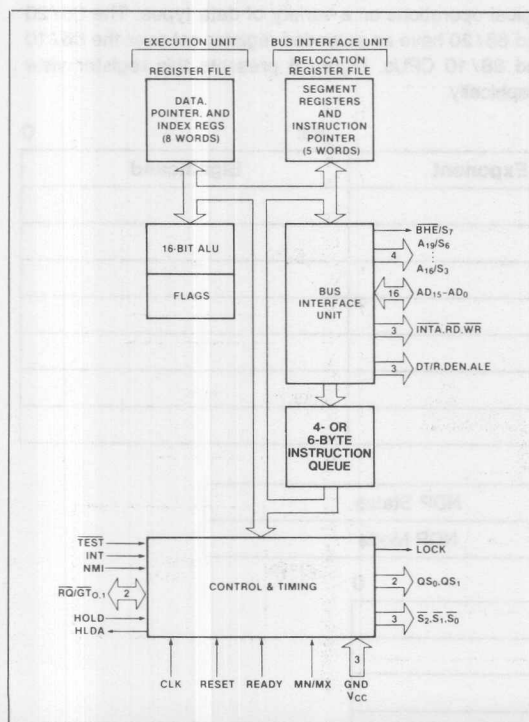 EXECUTION UNIT
BUS INTERFACE UNIT
REGISTER FILE
RELOCATION
REGISTER FILE
DATA,
POINTER, AND
INDEX REGS
(8 WORDS)
SEGMENT
REGISTERS
AND
INSTRUCTION
POINTER
(5 WORDS)
16-BIT ALU
FLAGS
BUS
INTERFACE
UNIT
BHE/S7
4
A19/S6
A16/S3
16
AD15-AD0
3
INTA,RD,WR
3
DT/R,DEN,ALE
4- OR
6-BYTE
INSTRUCTION
QUEUE
TEST
INT
NMI
RQ/GT0,1
2
HOLD
HLDA
CONTROL & TIMING
LOCK
2
QS0,QS1
3
S2,S1,S0
CLK
RESET
READY
MN/MX
3
GND
VCC